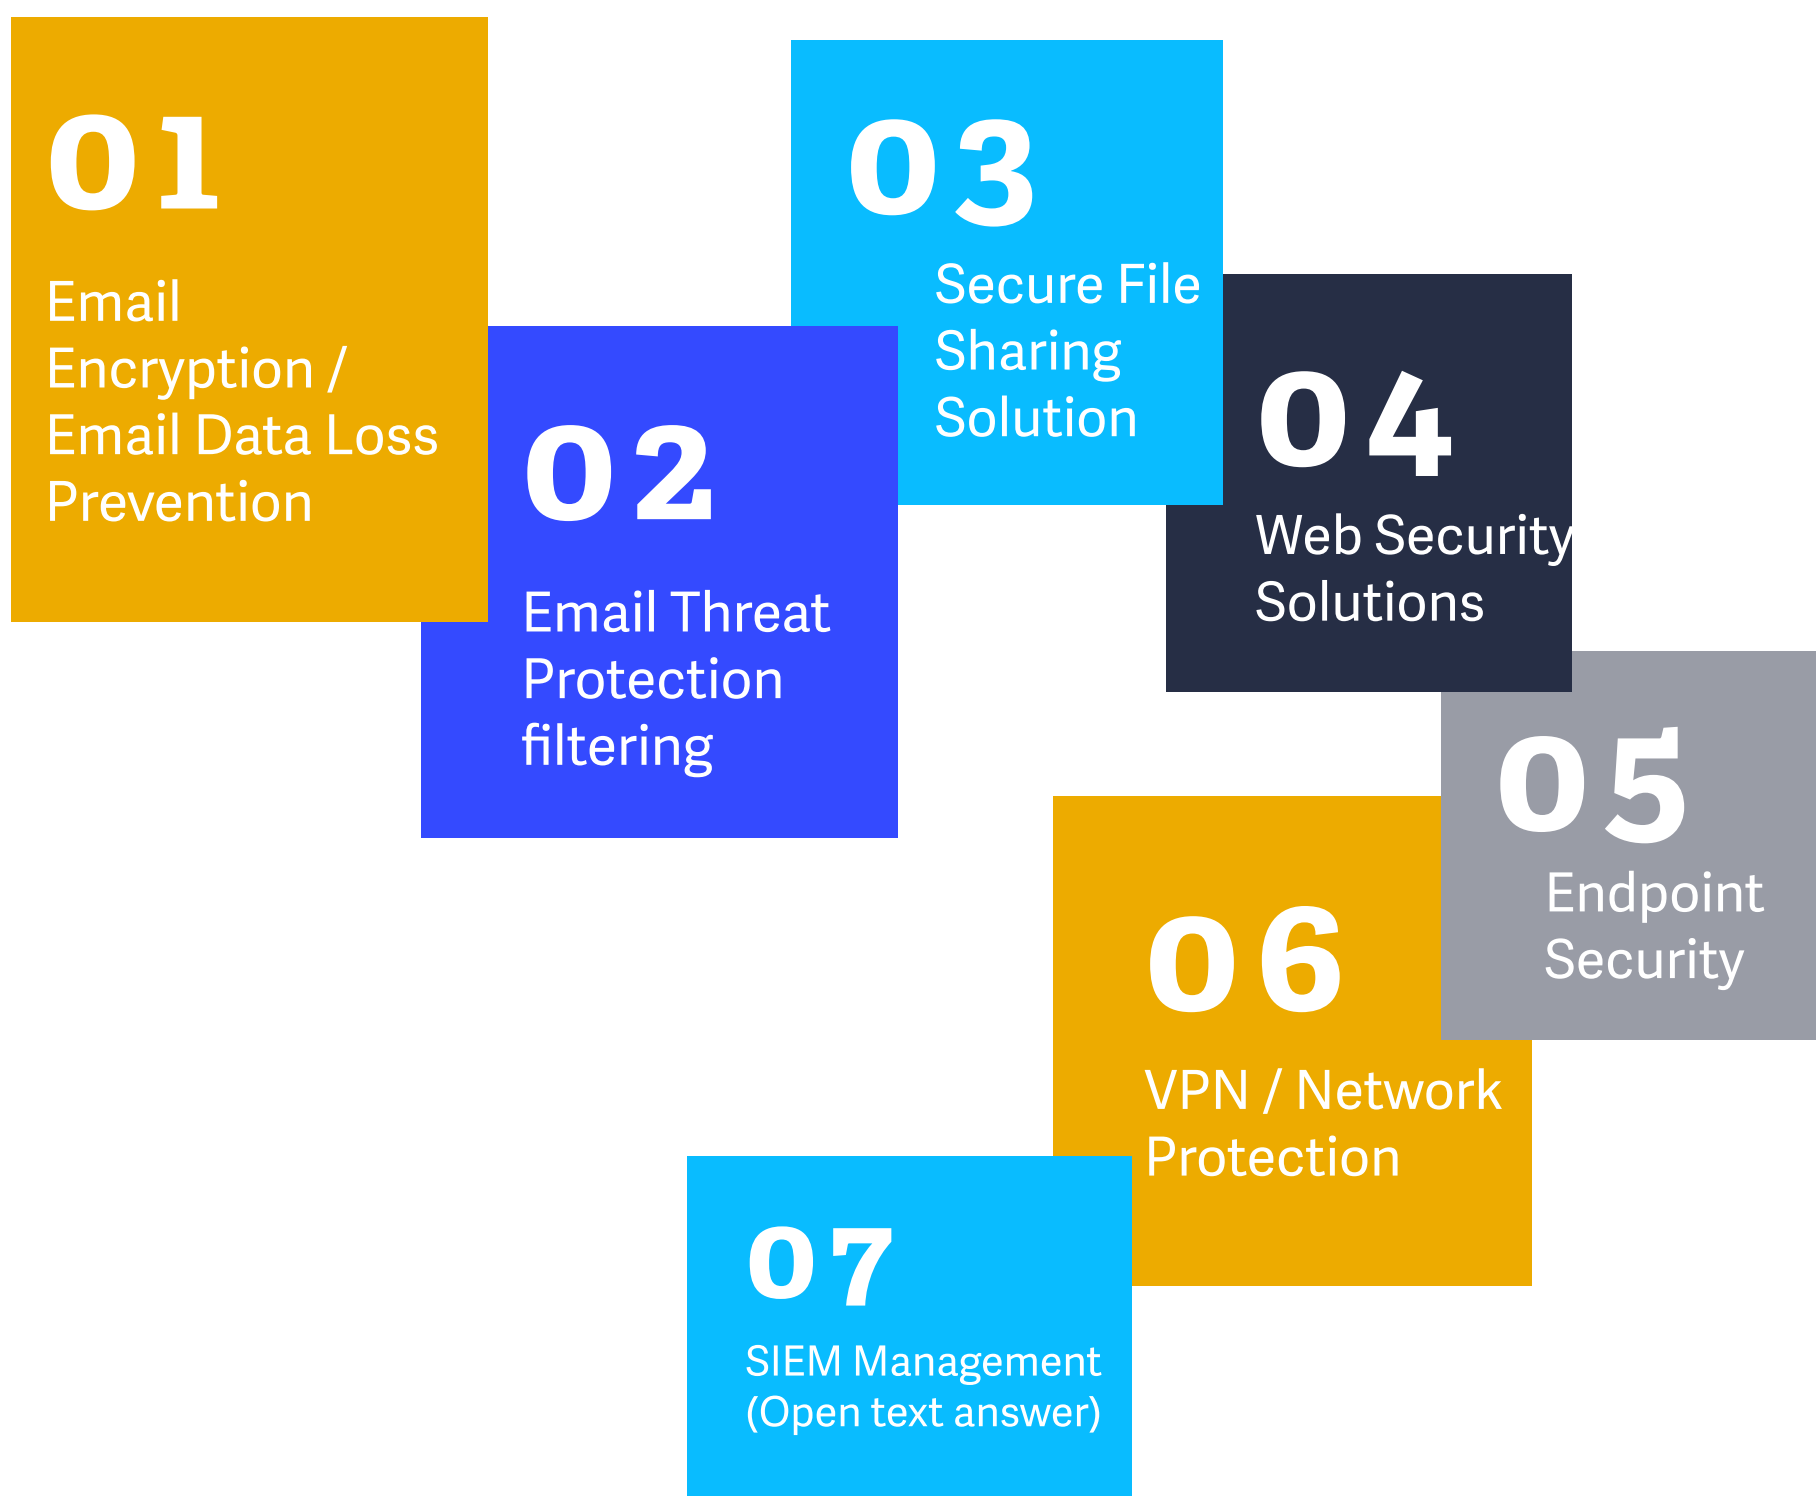 01
Email
Encryption /
Email Data Loss
Prevention
02
Email Threat
Protection
filtering
03
Secure File
Sharing
Solution
04
Web Security
Solutions
05
Endpoint
Security
06
VPN / Network
Protection
07
SIEM Management
(Open text answer)